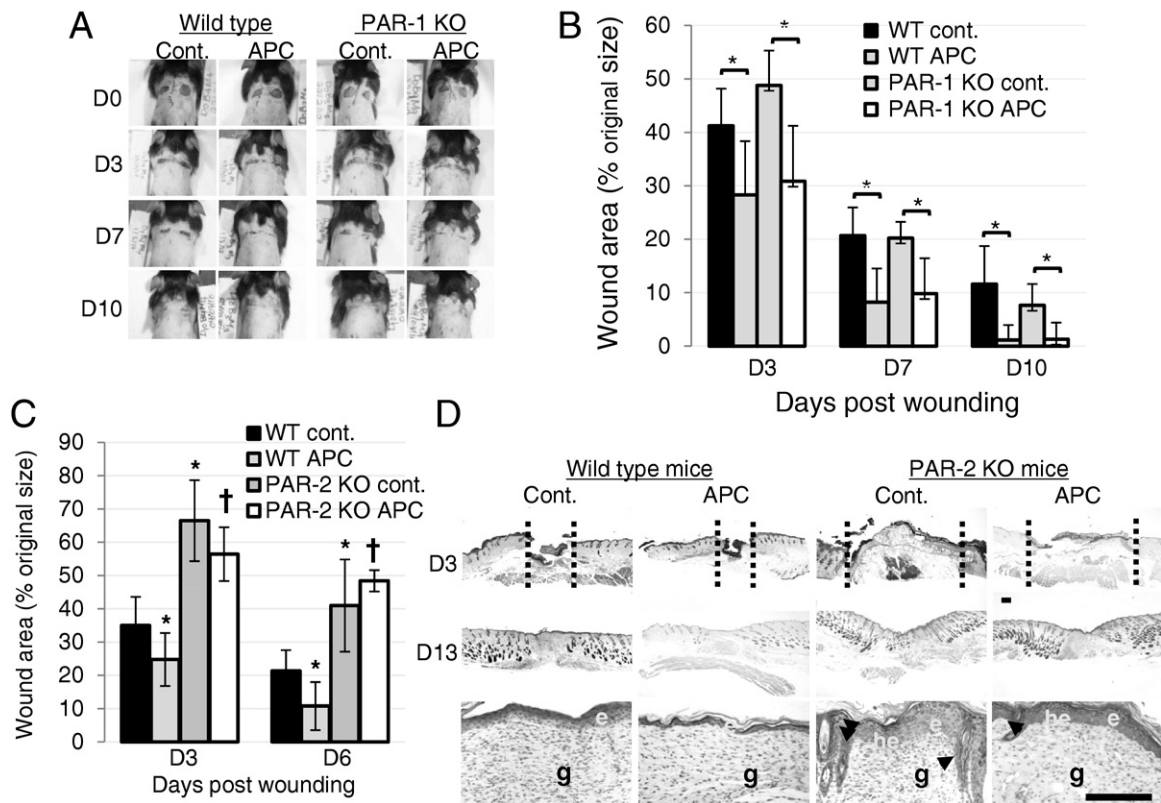 A
Wild type PAR-1 KO
Cont. APC Cont. APC
D0
D3
D7
D10
B
WT cont.
WT APC
PAR-1 KO cont.
PAR-1 KO APC
Wound area (% original size)
60
50
40
30
20
10
0
* * * * * *
D3 D7 D10
Days post wounding
C
WT cont.
WT APC
PAR-2 KO cont.
PAR-2 KO APC
Wound area (% original size)
90
80
70
60
50
40
30
20
10
0
* * † * * †
D3 D6
Days post wounding
D
Wild type mice PAR-2 KO mice
Cont. APC Cont. APC
D3
D13
e e he e he e
g g g g